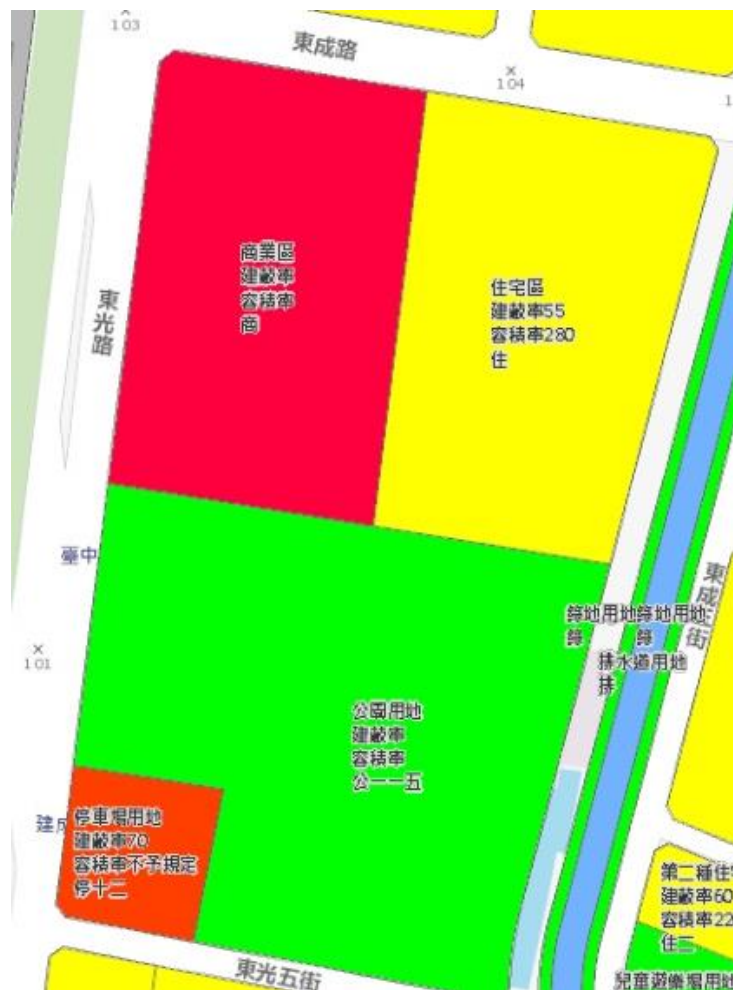 103
東成路
104
1
商業區
建蔽率
容積率
商
住宅區
建蔽率55
容積率280
住
東光路
臺中
101
綠地用地
綠
綠地用地
綠
排水道用地
排
東成二街
公園用地
建蔽率
容積率
公一一五
建成
停車場用地
建蔽率70
容積率不予規定
停十二
第二種住宅
建蔽率60
容積率22
住二
兒童遊樂場用地
東光五街